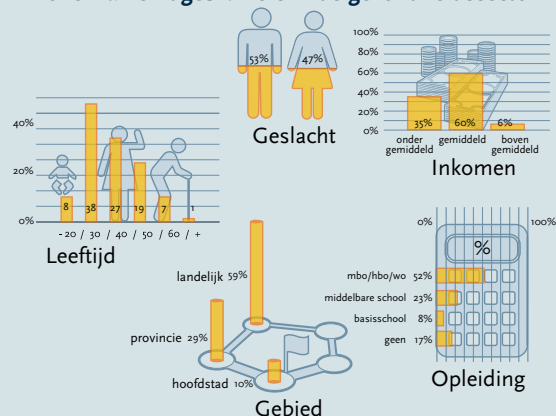 53%
47%
Geslacht
100%
80%
60%
40%
20%
0%
35%
60%
6%
onder gemiddeld
gemiddeld
boven gemiddeld
Inkomen
40%
20%
0%
8
38
27
19
7
1
- 20 / 30 / 40 / 50 / 60 / +
Leeftijd
landelijk 59%
provincie 29%
hoofdstad 10%
Gebied
0%
100%
%
mbo/hbo/wo 52%
middelbare school 23%
basisschool 8%
geen 17%
Opleiding